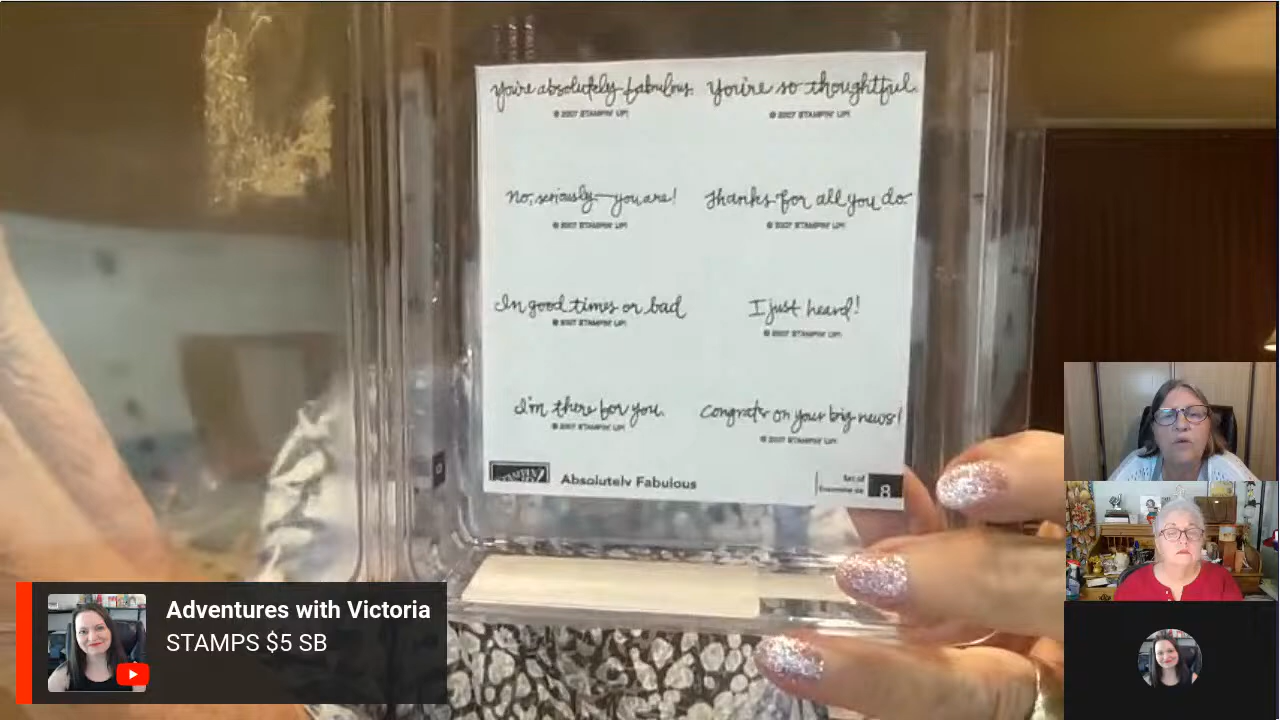 You're absolutely fabulous.
© 2007 STAMPIN' UP!
You're so thoughtful.
© 2007 STAMPIN' UP!
No, seriously—you are!
© 2007 STAMPIN' UP!
Thanks for all you do.
© 2007 STAMPIN' UP!
In good times or bad
© 2007 STAMPIN' UP!
I just heard!
© 2007 STAMPIN' UP!
I'm there for you.
© 2007 STAMPIN' UP!
Congrats on your big news!
© 2007 STAMPIN' UP!
Absolutely Fabulous
Set of
8
Adventures with Victoria
STAMPS $5 SB